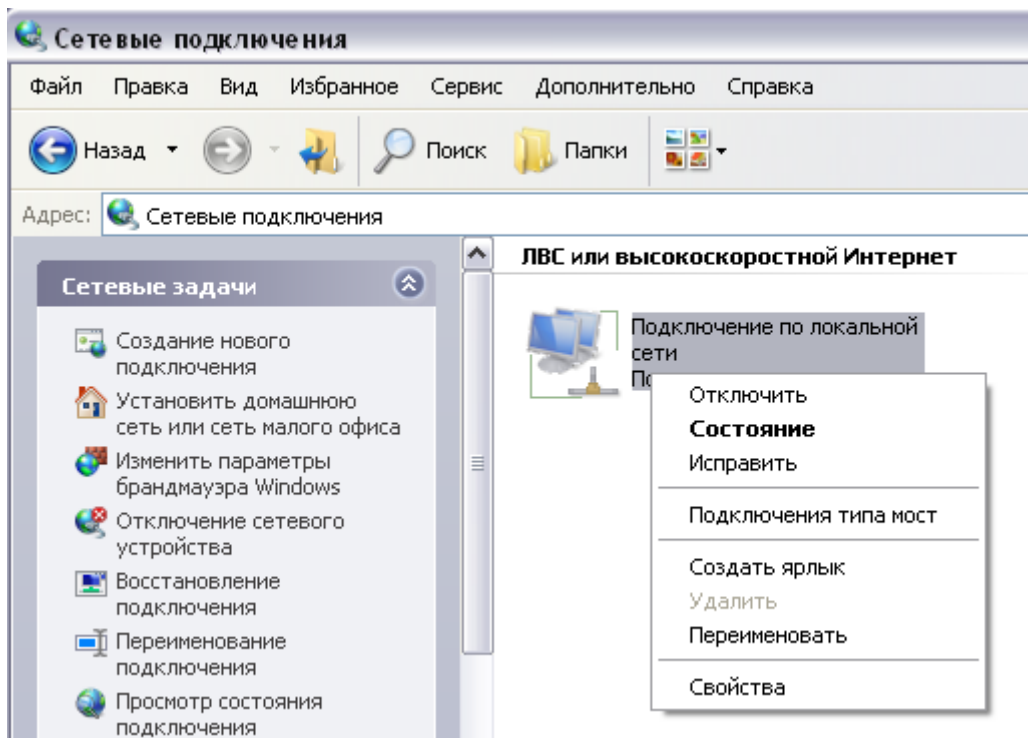 Сетевые подключения
Файл Правка Вид Избранное Сервис Дополнительно Справка
Назад Поиск Папки
Адрес: Сетевые подключения
Сетевые задачи
Создание нового
подключения
Установить домашнюю
сеть или сеть малого офиса
Изменить параметры
брандмауэра Windows
Отключение сетевого
устройства
Восстановление
подключения
Переименование
подключения
Просмотр состояния
подключения
ЛВС или высокоскоростной Интернет
Подключение по локальной
сети
Отключить
Состояние
Исправить
Подключения типа мост
Создать ярлык
Удалить
Переименовать
Свойства